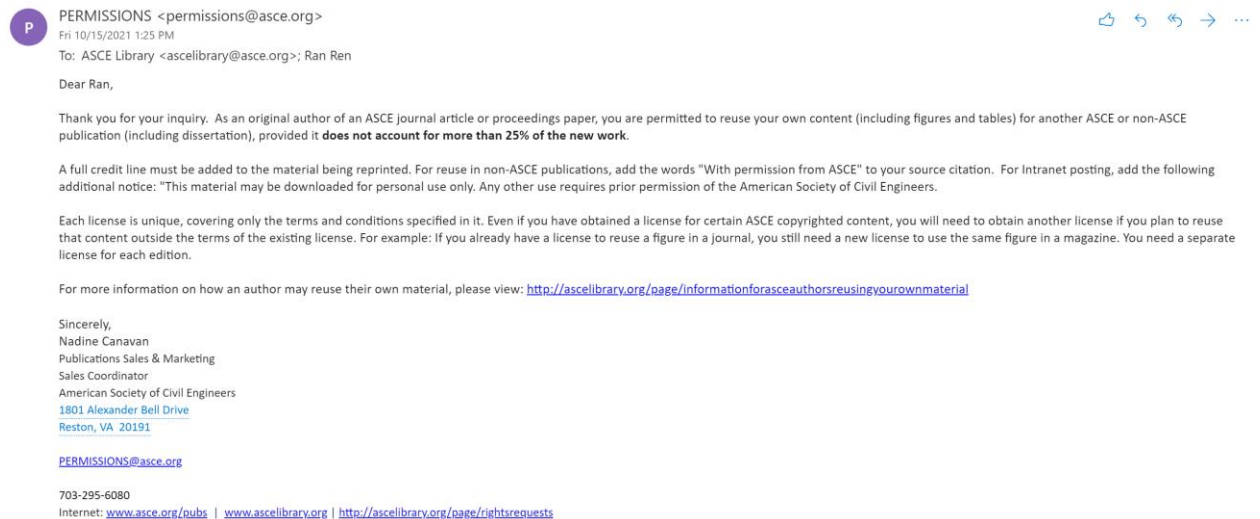 P
PERMISSIONS <permissions@asce.org>
Fri 10/15/2021 1:25 PM
To: ASCE Library <ascelibrary@asce.org>; Ran Ren
Dear Ran,
Thank you for your inquiry. As an original author of an ASCE journal article or proceedings paper, you are permitted to reuse your own content (including figures and tables) for another ASCE or non-ASCE
publication (including dissertation), provided it does not account for more than 25% of the new work.
A full credit line must be added to the material being reprinted. For reuse in non-ASCE publications, add the words "With permission from ASCE" to your source citation. For Intranet posting, add the following
additional notice: "This material may be downloaded for personal use only. Any other use requires prior permission of the American Society of Civil Engineers.
Each license is unique, covering only the terms and conditions specified in it. Even if you have obtained a license for certain ASCE copyrighted content, you will need to obtain another license if you plan to reuse
that content outside the terms of the existing license. For example: If you already have a license to reuse a figure in a journal, you still need a new license to use the same figure in a magazine. You need a separate
license for each edition.
For more information on how an author may reuse their own material, please view: http://ascelibrary.org/page/informationforasceauthorsreusingyourownmaterial
Sincerely,
Nadine Canavan
Publications Sales & Marketing
Sales Coordinator
American Society of Civil Engineers
1801 Alexander Bell Drive
Reston, VA 20191
PERMISSIONS@asce.org
703-295-6080
Internet: www.asce.org/pubs | www.ascelibrary.org | http://ascelibrary.org/page/rightsrequests